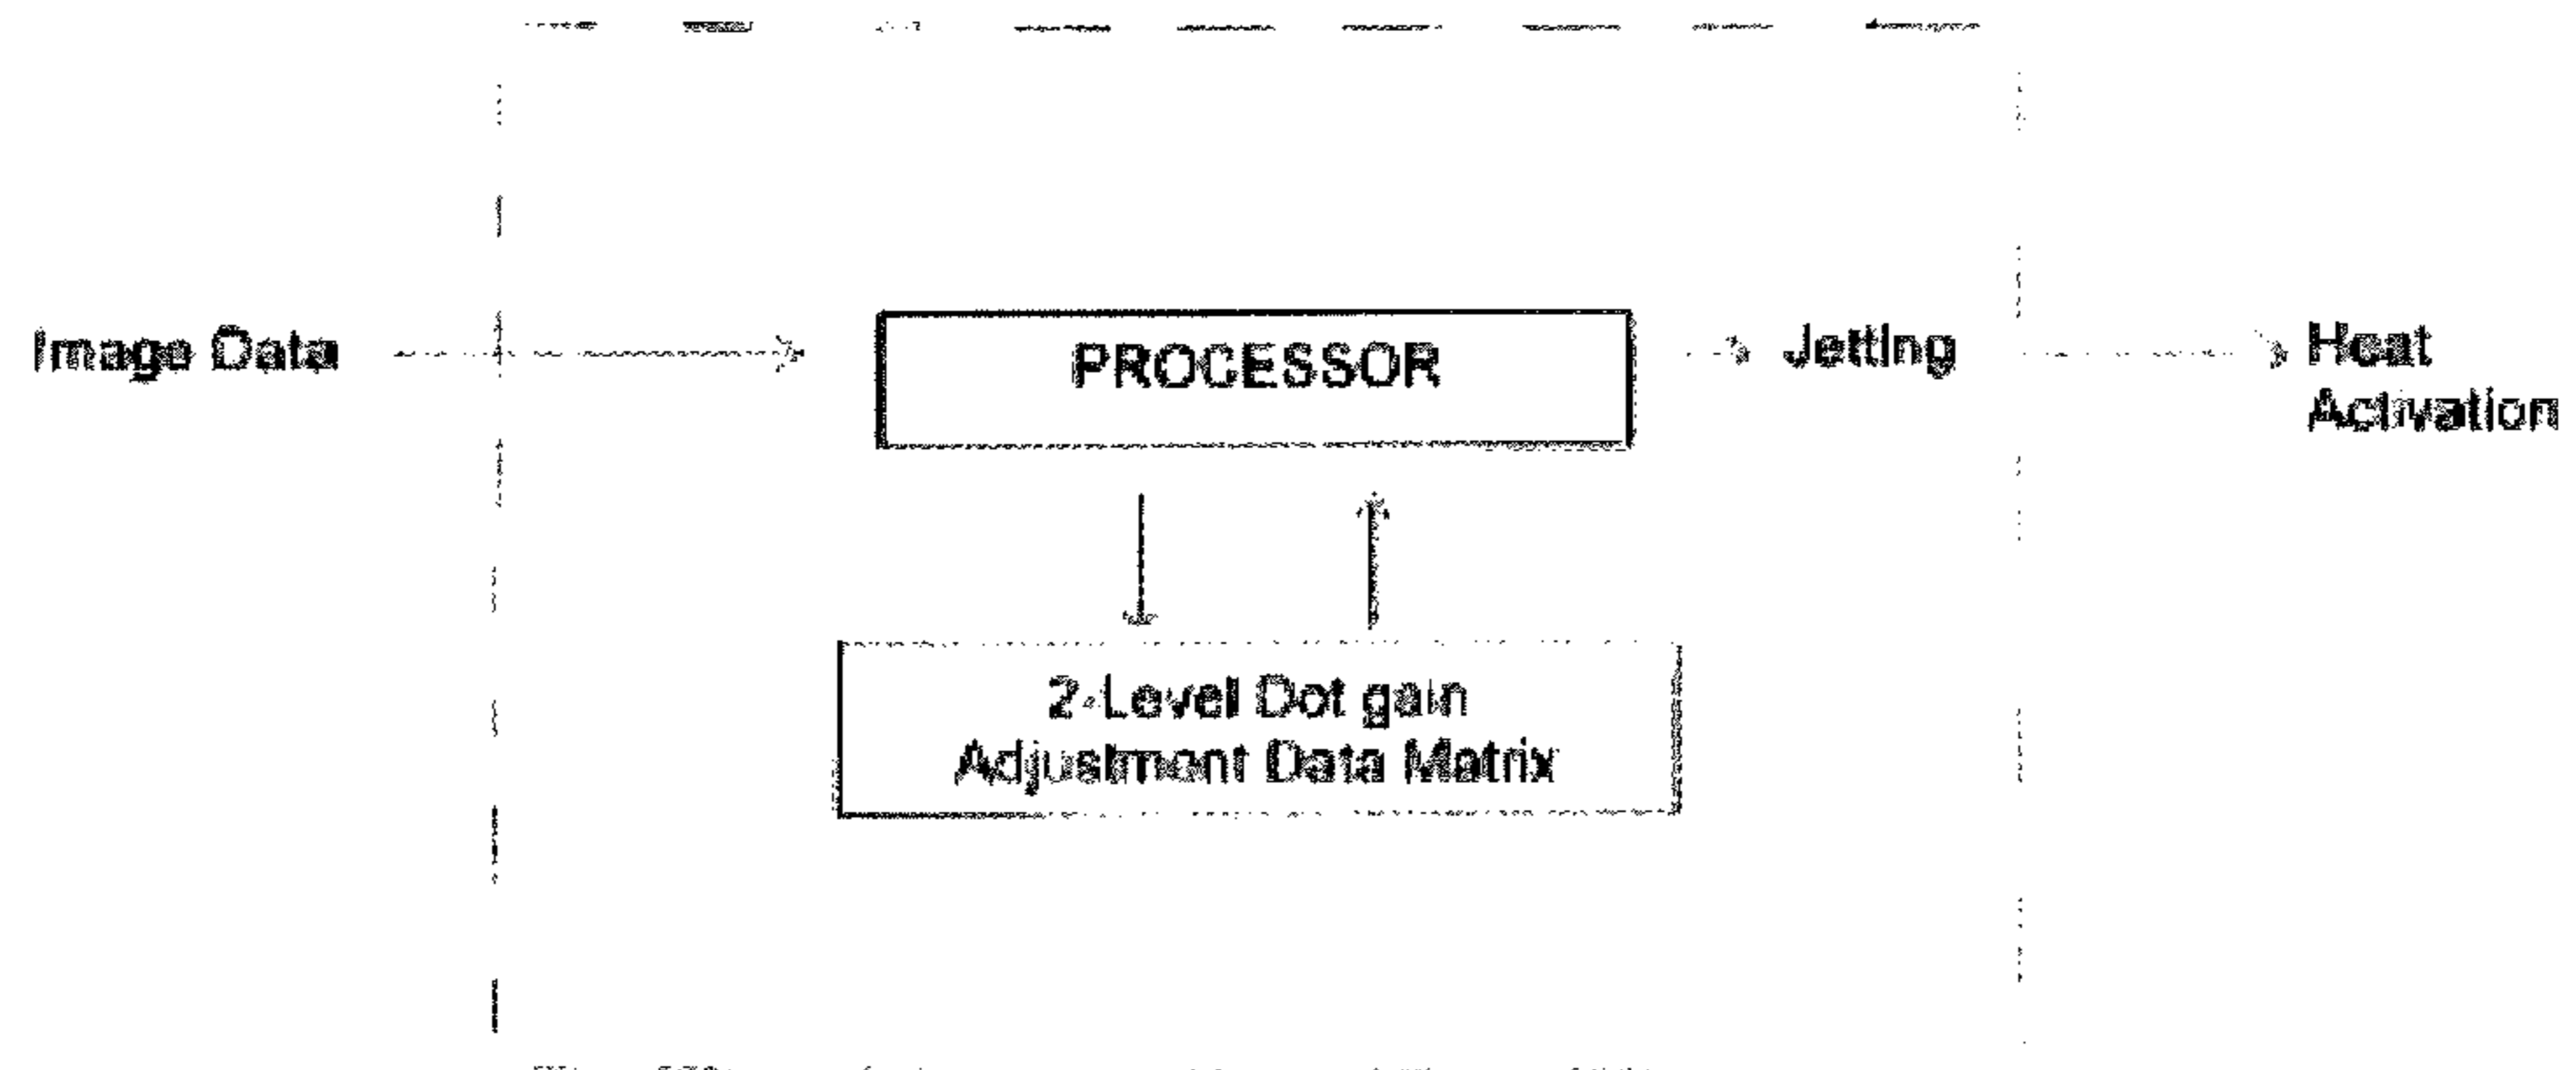 Image Data
PROCESSOR
Jetting
Heat
Activation
2-Level Dot gain
Adjustment Data Matrix